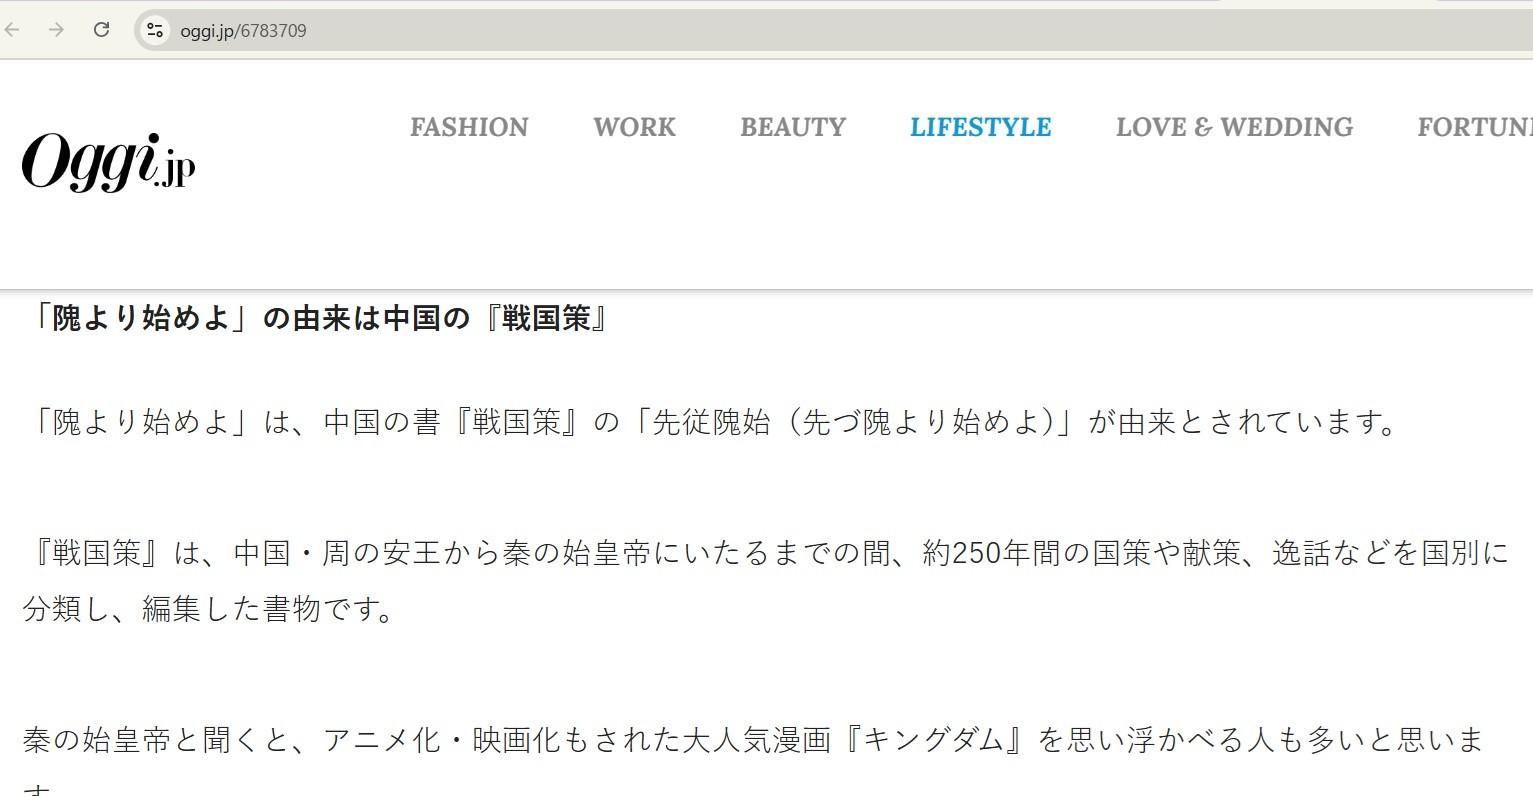 oggi.jp/6783709
FASHION WORK BEAUTY LIFESTYLE LOVE & WEDDING FORTUN
Oggi.jp
「隗より始めよ」の由来は中国の『戦国策』
「隗より始めよ」は、中国の書『戦国策』の「先従隗始（先づ隗より始めよ）」が由来とされています。
『戦国策』は、中国・周の安王から秦の始皇帝にいたるまでの間、約250年間の国策や献策、逸話などを国別に
分類し、編集した書物です。
秦の始皇帝と聞くと、アニメ化・映画化もされた大人気漫画『キングダム』を思い浮かべる人も多いと思いま
す